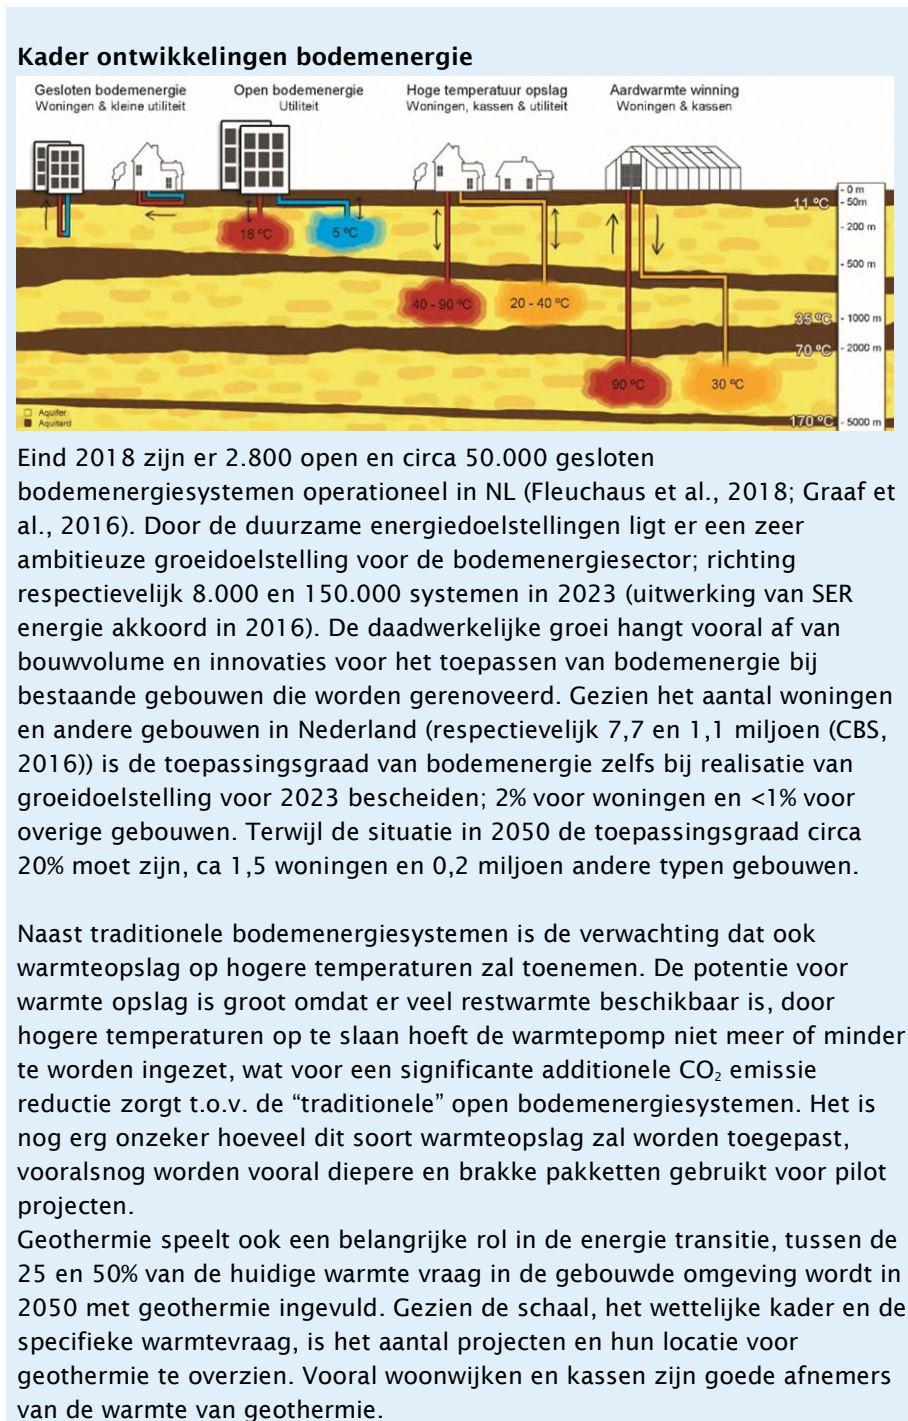 Kader ontwikkelingen bodemenergie
Gesloten bodemenergie
Woningen & kleine utiliteit
Open bodemenergie
Utiliteit
Hoge temperatuur opslag
Woningen, kassen & utiliteit
Aardwarmte winning
Woningen & kassen
- 0 m
11 ºC
- 50m
- 200 m
18 ºC
5 ºC
- 500 m
40 - 90 ºC
20 - 40 ºC
35 ºC
- 1000 m
70 ºC
- 2000 m
90 ºC
30 ºC
Aquifer
Aquitard
170 ºC
- 5000 m
Eind 2018 zijn er 2.800 open en circa 50.000 gesloten
bodemenergiesystemen operationeel in NL (Fleuchaus et al., 2018; Graaf et
al., 2016). Door de duurzame energiedoelstellingen ligt er een zeer
ambitieuze groeidoelstelling voor de bodemenergiesector; richting
respectievelijk 8.000 en 150.000 systemen in 2023 (uitwerking van SER
energie akkoord in 2016). De daadwerkelijke groei hangt vooral af van
bouwvolume en innovaties voor het toepassen van bodemenergie bij
bestaande gebouwen die worden gerenoveerd. Gezien het aantal woningen
en andere gebouwen in Nederland (respectievelijk 7,7 en 1,1 miljoen (CBS,
2016)) is de toepassingsgraad van bodemenergie zelfs bij realisatie van
groeidoelstelling voor 2023 bescheiden; 2% voor woningen en <1% voor
overige gebouwen. Terwijl de situatie in 2050 de toepassingsgraad circa
20% moet zijn, ca 1,5 woningen en 0,2 miljoen andere typen gebouwen.
Naast traditionele bodemenergiesystemen is de verwachting dat ook
warmteopslag op hogere temperaturen zal toenemen. De potentie voor
warmte opslag is groot omdat er veel restwarmte beschikbaar is, door
hogere temperaturen op te slaan hoeft de warmtepomp niet meer of minder
te worden ingezet, wat voor een significante additionele CO₂ emissie
reductie zorgt t.o.v. de “traditionele” open bodemenergiesystemen. Het is
nog erg onzeker hoeveel dit soort warmteopslag zal worden toegepast,
vooralsnog worden vooral diepere en brakke pakketten gebruikt voor pilot
projecten.
Geothermie speelt ook een belangrijke rol in de energie transitie, tussen de
25 en 50% van de huidige warmte vraag in de gebouwde omgeving wordt in
2050 met geothermie ingevuld. Gezien de schaal, het wettelijke kader en de
specifieke warmtevraag, is het aantal projecten en hun locatie voor
geothermie te overzien. Vooral woonwijken en kassen zijn goede afnemers
van de warmte van geothermie.